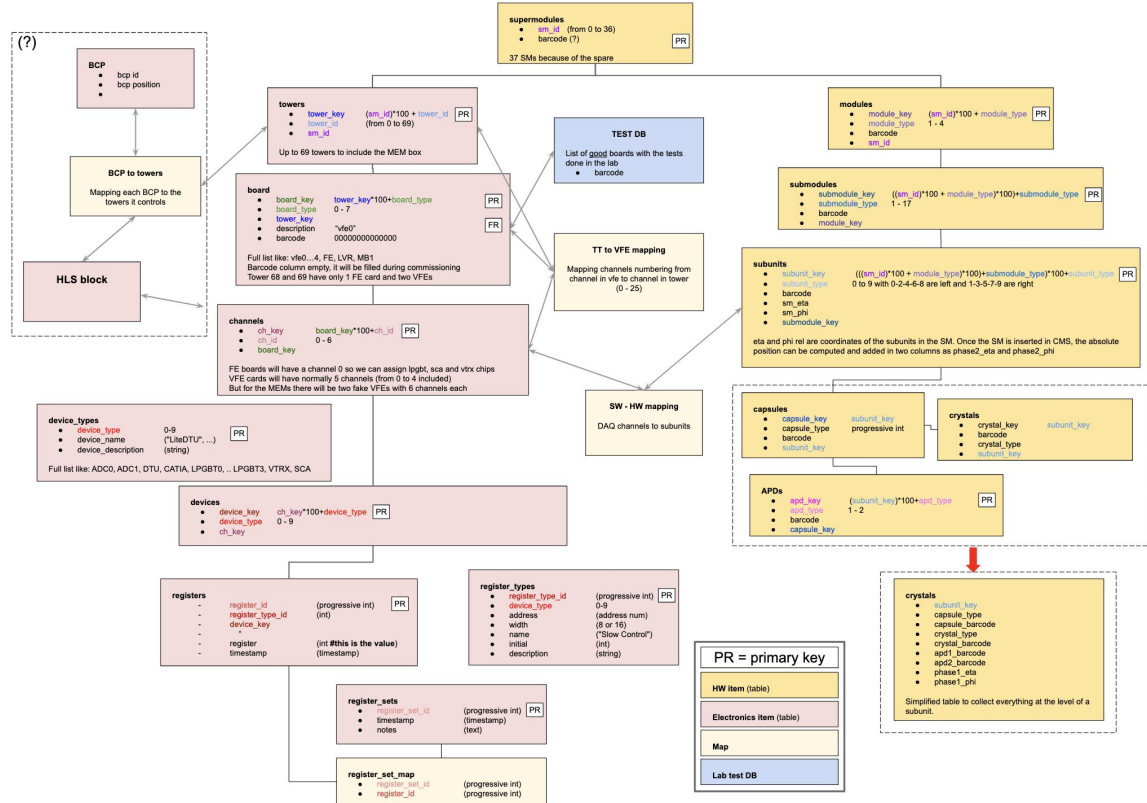 supermodules
● sm_id (from 0 to 36)
● barcode (?)
PR
37 SMs because of the spare
(?)
BCP
● bcp id
● bcp position
●
BCP to towers
Mapping each BCP to the
towers it controls
HLS block
towers
● tower_key (sm_id)*100 + tower_id
● tower_id (from 0 to 69)
● sm_id
PR
Up to 69 towers to include the MEM box
board
● board_key tower_key*100+board_type
● board_type 0 - 7
● tower_key
● description "vfe0"
● barcode 00000000000000
PR
FR
Full list like: vfe0...4, FE, LVR, MB1
Barcode column empty, it will be filled during commissioning
Tower 68 and 69 have only 1 FE card and two VFEs
channels
● ch_key board_key*100+ch_id
● ch_id 0 - 6
● board_key
PR
FE boards will have a channel 0 so we can assign lpgbt, sca and vtrx chips
VFE cards will have normally 5 channels (from 0 to 4 included)
But for the MEMs there will be two fake VFEs with 6 channels each
TEST DB
List of good boards with the tests
done in the lab
● barcode
TT to VFE mapping
Mapping channels numbering from
channel in vfe to channel in tower
(0 - 25)
SW - HW mapping
DAQ channels to subunits
modules
● module_key (sm_id)*100 + module_type
● module_type 1 - 4
● barcode
● sm_id
PR
submodules
● submodule_key ((sm_id)*100 + module_type)*100)+submodule_type
● submodule_type 1 - 17
● barcode
● module_key
PR
subunits
● subunit_key (((sm_id)*100 + module_type)*100)+submodule_type)*100+subunit_type
● subunit_type 0 to 9 with 0-2-4-6-8 are left and 1-3-5-7-9 are right
● barcode
● sm_eta
● sm_phi
● submodule_key
PR
eta and phi rel are coordinates of the subunits in the SM. Once the SM is inserted in CMS, the absolute
position can be computed and added in two columns as phase2_eta and phase2_phi
capsules
● capsule_key subunit_key
● capsule_type progressive int
● barcode
● subunit_key
PR
crystals
● crystal_key subunit_key
● barcode
● crystal_type
● subunit_key
APDs
● apd_key (subunit_key)*100+apd_type
● apd_type 1 - 2
● barcode
● capsule_key
PR
crystals
● subunit_key
● capsule_type
● capsule_barcode
● crystal_type
● crystal_barcode
● apd1_barcode
● apd2_barcode
● phase1_eta
● phase1_phi
Simplified table to collect everything at the level of a
subunit.
device_types
● device_type 0-9
● device_name ("LiteDTU", ...)
● device_description (string)
PR
Full list like: ADC0, ADC1, DTU, CATIA, LPGBT0, .. LPGBT3, VTRX, SCA
devices
● device_key ch_key*100+device_type
● device_type 0 - 9
● ch_key
PR
registers
- register_id (progressive int)
- register_type_id (int)
- device_key
- "
- register (int #this is the value)
- timestamp (timestamp)
PR
register_types
● register_type_id (progressive int)
● device_type 0-9
● address (address num)
● width (8 or 16)
● name ("Slow Control")
● initial (int)
● description (string)
PR
register_sets
● register_set_id (progressive int)
● timestamp (timestamp)
● notes (text)
PR
register_set_map
● register_set_id (progressive int)
● register_id (progressive int)
PR = primary key
HW item (table)
Electronics item (table)
Map
Lab test DB